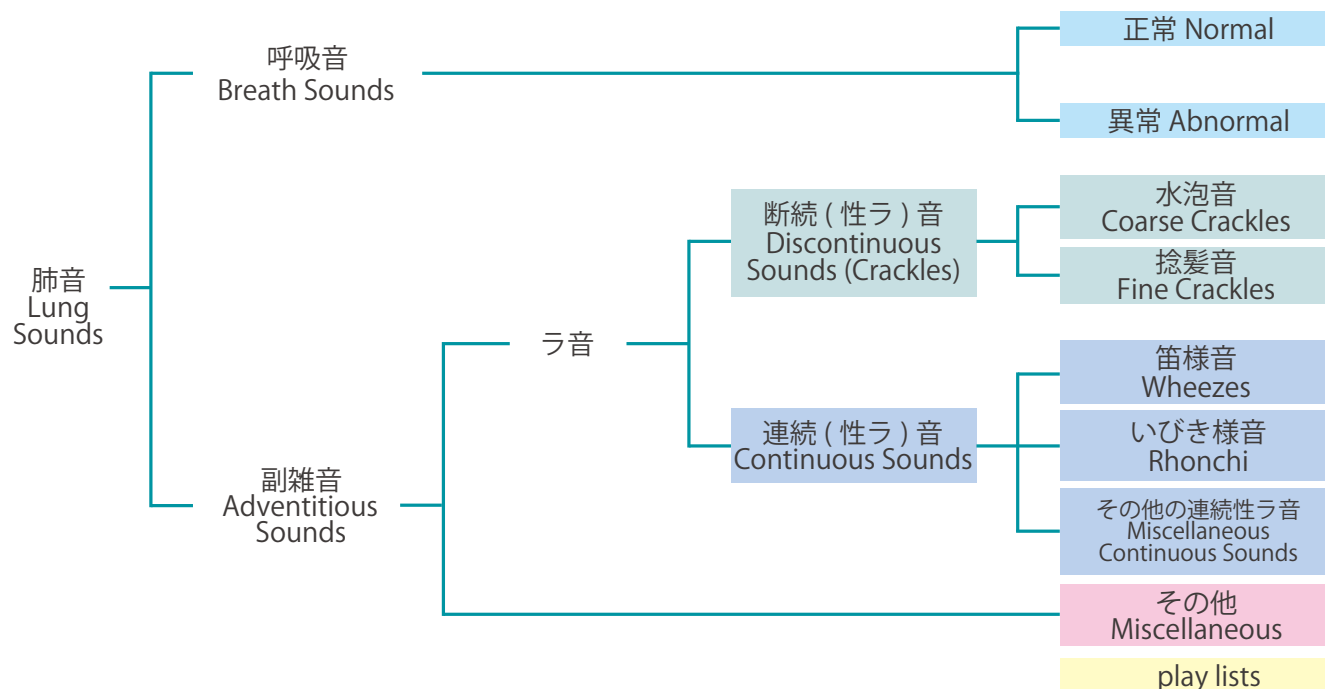 肺音
Lung
Sounds
呼吸音
Breath Sounds
正常 Normal
異常 Abnormal
副雑音
Adventitious
Sounds
ラ音
断続 ( 性ラ ) 音
Discontinuous
Sounds (Crackles)
水泡音
Coarse Crackles
捻髪音
Fine Crackles
連続 ( 性ラ ) 音
Continuous Sounds
笛様音
Wheezes
いびき様音
Rhonchi
その他の連続性ラ音
Miscellaneous
Continuous Sounds
その他
Miscellaneous
play lists